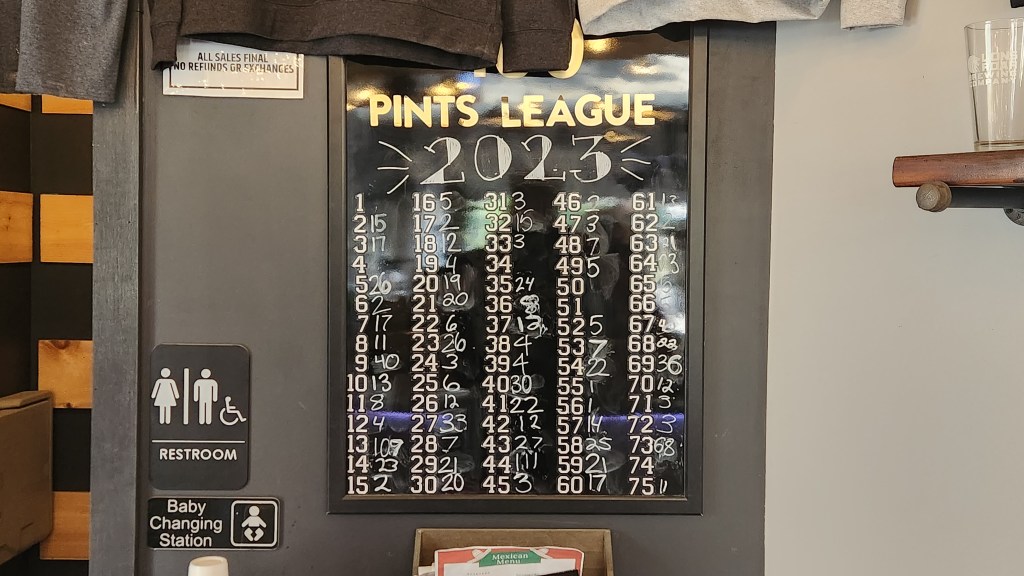 ALL SALES FINAL
NO REFUNDS OR EXCHANGES
PINTS LEAGUE
2023
1 16 5 31 3 46 61
2 15 17 2 32 15 47 3 62
3 17 18 2 33 3 48 7 63
4 19 4 34 49 5 64
5 26 20 19 35 24 50 65
6 2 21 20 36 51 66
7 17 22 6 37 52 5 67
8 11 23 26 38 4 53 7 68
9 40 24 3 39 4 54 22 69 36
10 13 25 6 40 30 55 70 12
11 8 26 12 41 22 56 71 3
12 4 27 33 42 12 57 14 72 3
13 107 28 7 43 27 58 25 73 68
14 23 29 21 44 59 21 74
15 2 30 20 45 3 60 17 75
RESTROOM
Baby
Changing
Station
Mexican
Menu